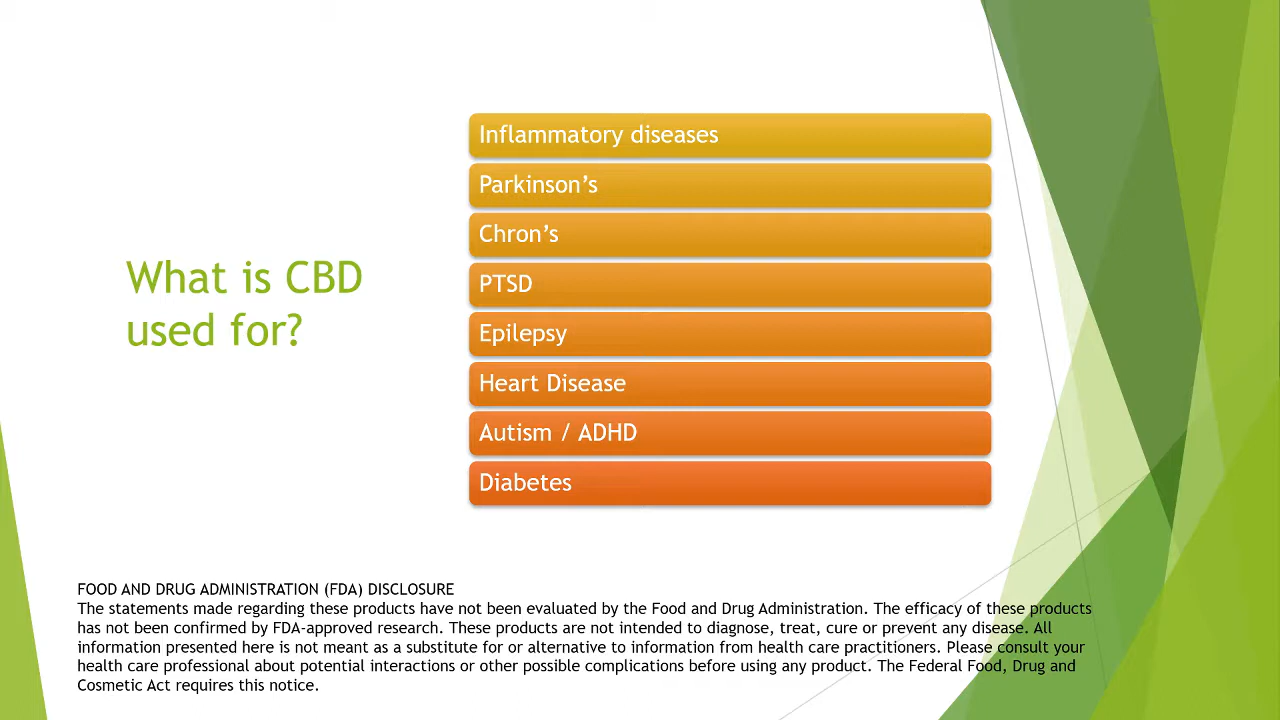 What is CBD
used for?
Inflammatory diseases
Parkinson’s
Chron’s
PTSD
Epilepsy
Heart Disease
Autism / ADHD
Diabetes
FOOD AND DRUG ADMINISTRATION (FDA) DISCLOSURE
The statements made regarding these products have not been evaluated by the Food and Drug Administration. The efficacy of these products
has not been confirmed by FDA-approved research. These products are not intended to diagnose, treat, cure or prevent any disease. All
information presented here is not meant as a substitute for or alternative to information from health care practitioners. Please consult your
health care professional about potential interactions or other possible complications before using any product. The Federal Food, Drug and
Cosmetic Act requires this notice.